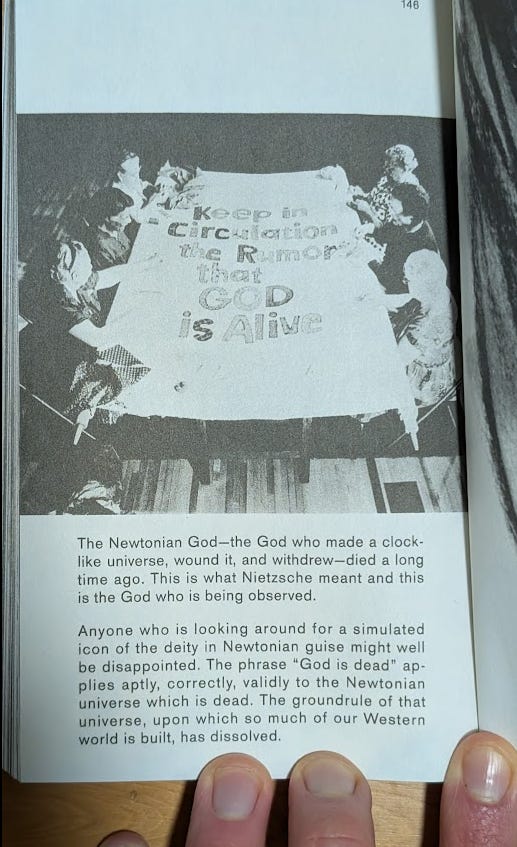 146
Keep in
Circulation
the Rumor
that
GOD
is Alive
The Newtonian God—the God who made a clock-
like universe, wound it, and withdrew—died a long
time ago. This is what Nietzsche meant and this
is the God who is being observed.
Anyone who is looking around for a simulated
icon of the deity in Newtonian guise might well
be disappointed. The phrase “God is dead” ap-
plies aptly, correctly, validly to the Newtonian
universe which is dead. The groundrule of that
universe, upon which so much of our Western
world is built, has dissolved.